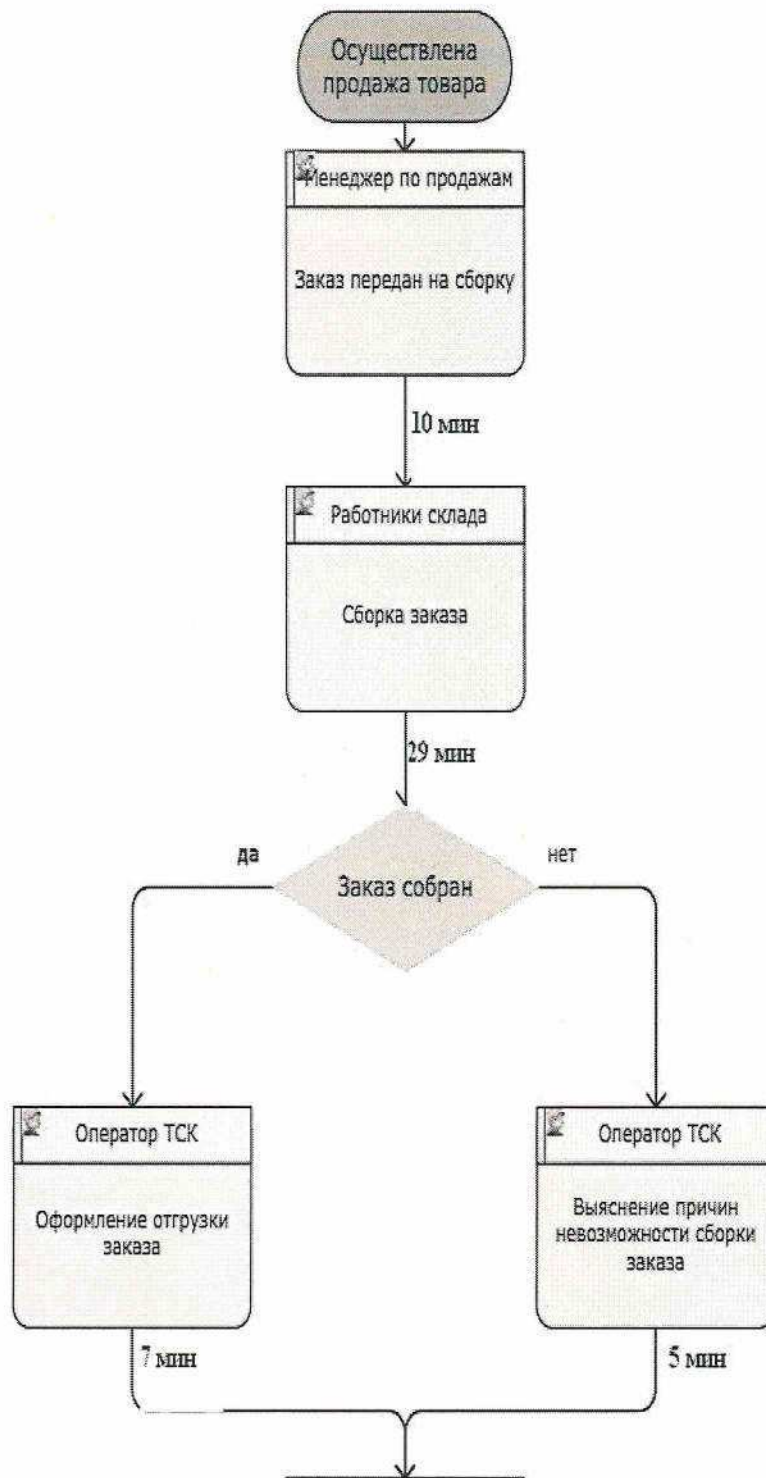 Осуществлена
продажа товара
Менеджер по продажам
Заказ передан на сборку
10 мин
Работники склада
Сборка заказа
29 мин
да
нет
Заказ собран
Оператор ТСК
Оформление отгрузки
заказа
7 мин
Оператор ТСК
Выяснение причин
невозможности сборки
заказа
5 мин